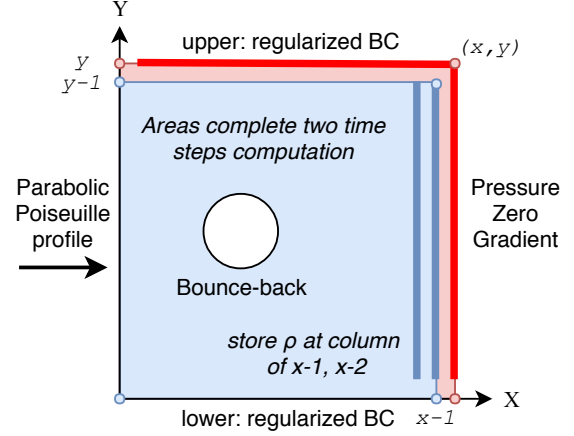 Y
upper: regularized BC
(x,y)
y
y-1
Areas complete two time
steps computation
Parabolic
Poiseuille
profile
Pressure
Zero
Gradient
Bounce-back
store ρ at column
of x-1, x-2
X
lower: regularized BC
x-1